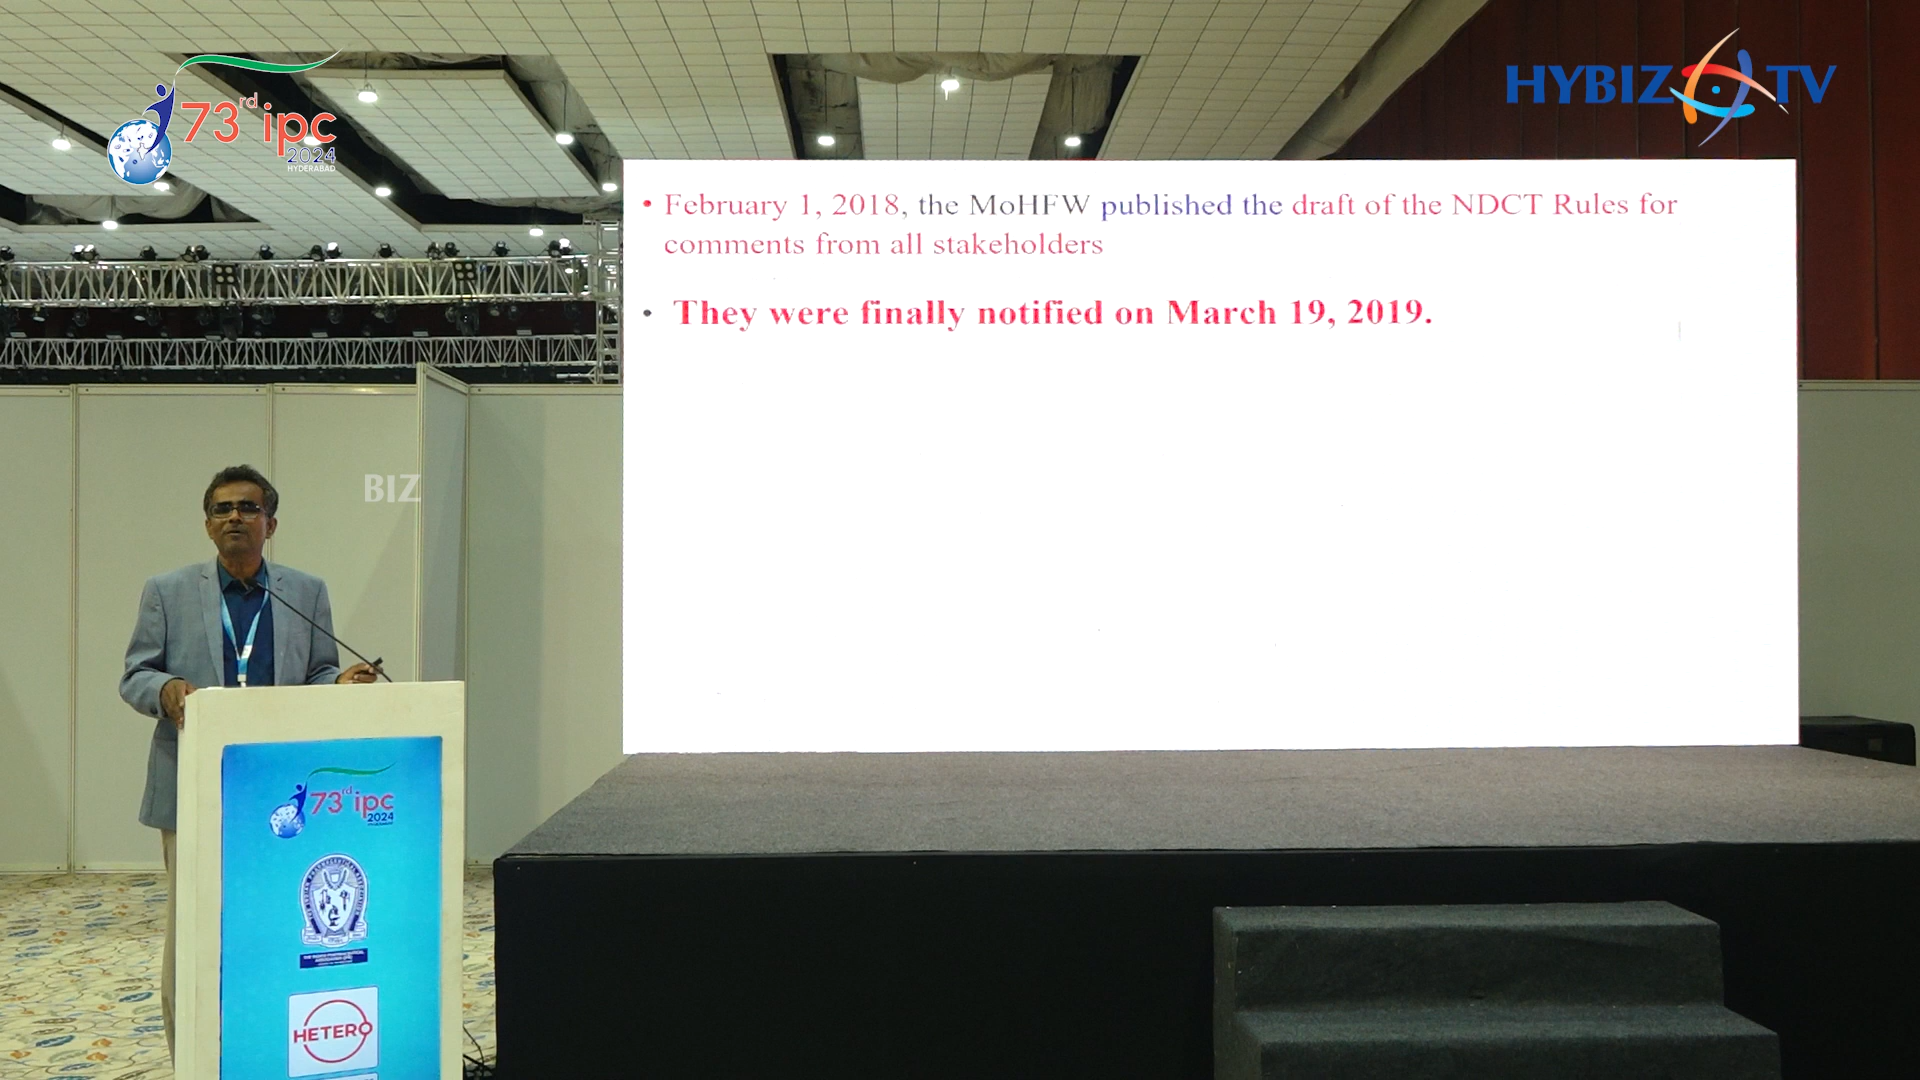 73rd ipc
2024
HYDERABAD
HYBIZ TV
• February 1, 2018, the MoHFW published the draft of the NDCT Rules for
comments from all stakeholders
• They were finally notified on March 19, 2019.
BIZ
73rd ipc
2024
HYDERABAD
HETERO